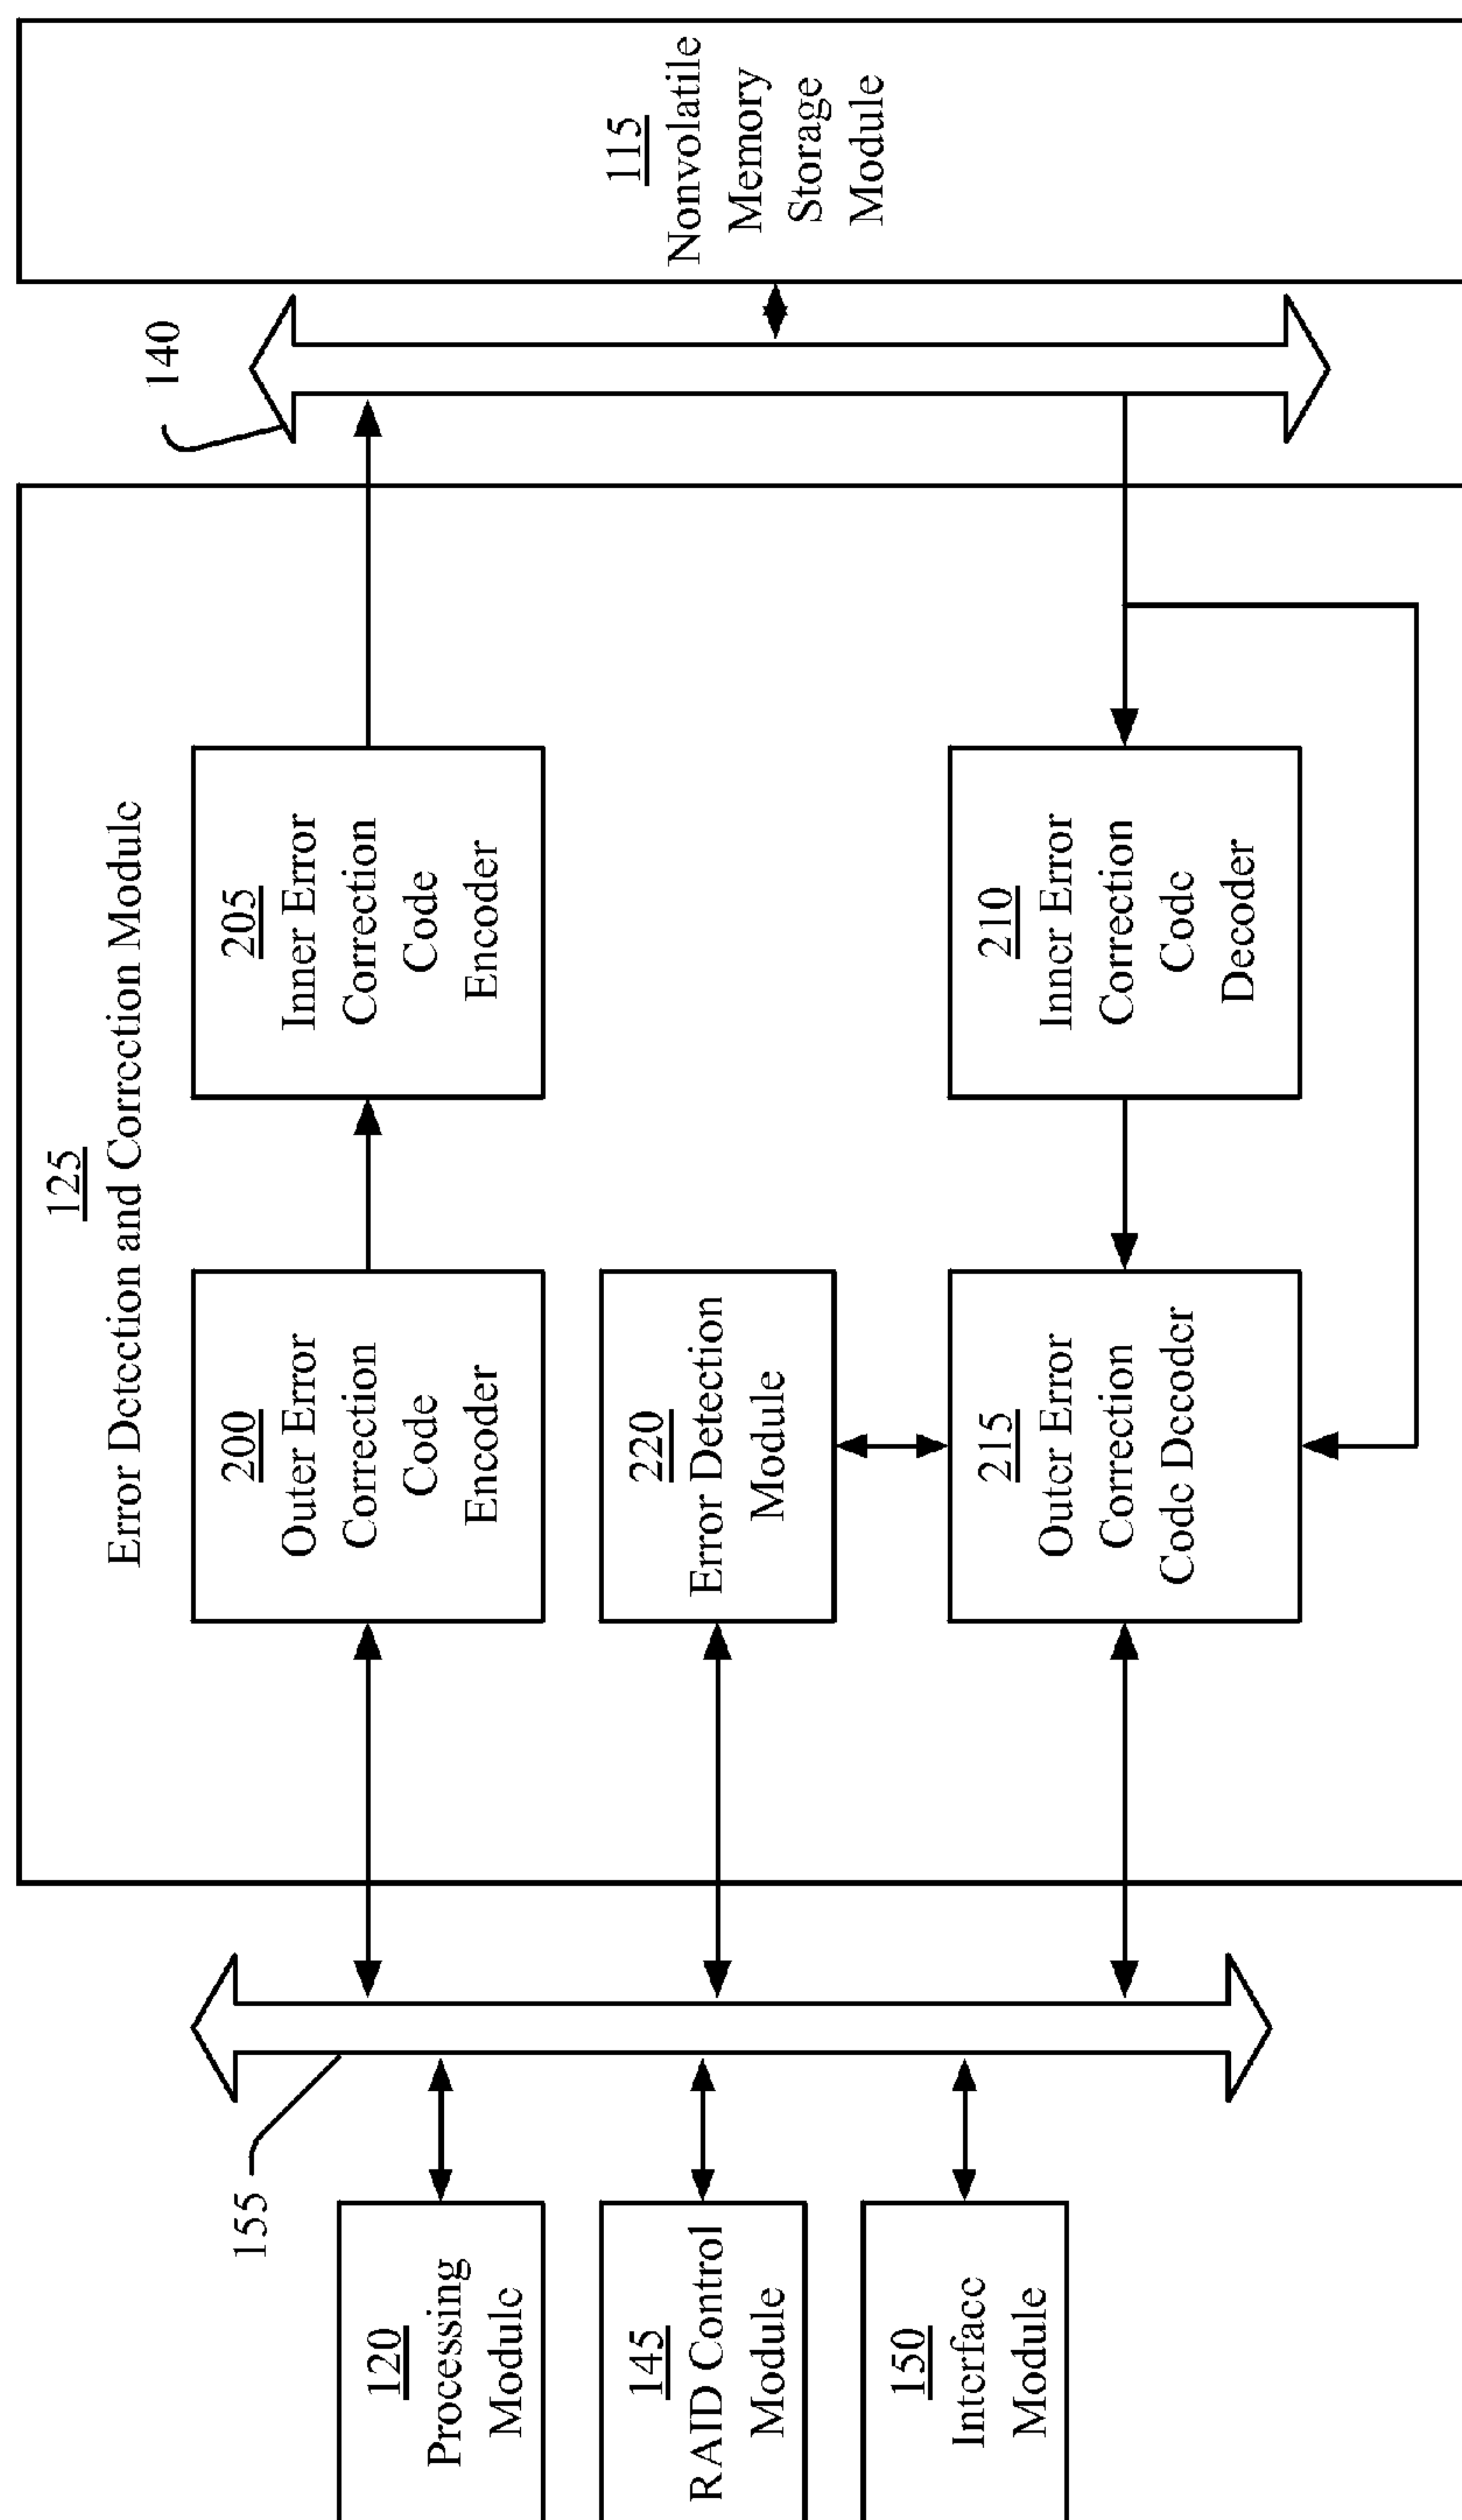 125
Error Detection and Correction Module
120
Processing
Module
145
RAID Control
Module
150
Interface
Module
155
200
Outer Error
Correction
Code
Encoder
205
Inner Error
Correction
Code
Encoder
220
Error Detection
Module
215
Outer Error
Correction
Code Decoder
210
Inner Error
Correction
Code
Decoder
140
115
Nonvolatile
Memory
Storage
Module